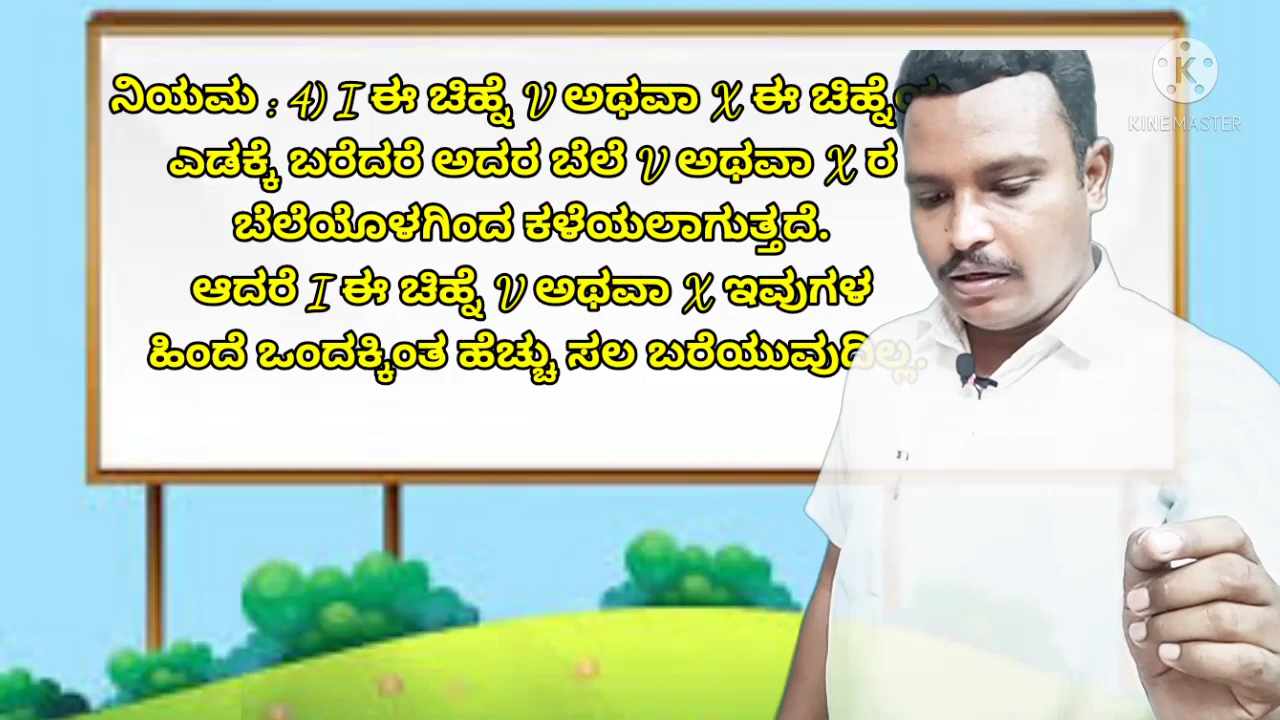 ನಿಯಮ : 4) I ಈ ಚಿಹ್ನೆ V ಅಥವಾ X ಈ ಚಿಹ್ನೆಯ
ಎಡಕ್ಕೆ ಬರೆದರೆ ಅದರ ಬೆಲೆ V ಅಥವಾ X ರ
ಬೆಲೆಯೊಳಗಿಂದ ಕಳೆಯಲಾಗುತ್ತದೆ.
ಆದರೆ I ಈ ಚಿಹ್ನೆ V ಅಥವಾ X ಇವುಗಳ
ಹಿಂದೆ ಒಂದಕ್ಕಿಂತ ಹೆಚ್ಚು ಸಲ ಬರೆಯುವುದಿಲ್ಲ.
K
KINEMASTER